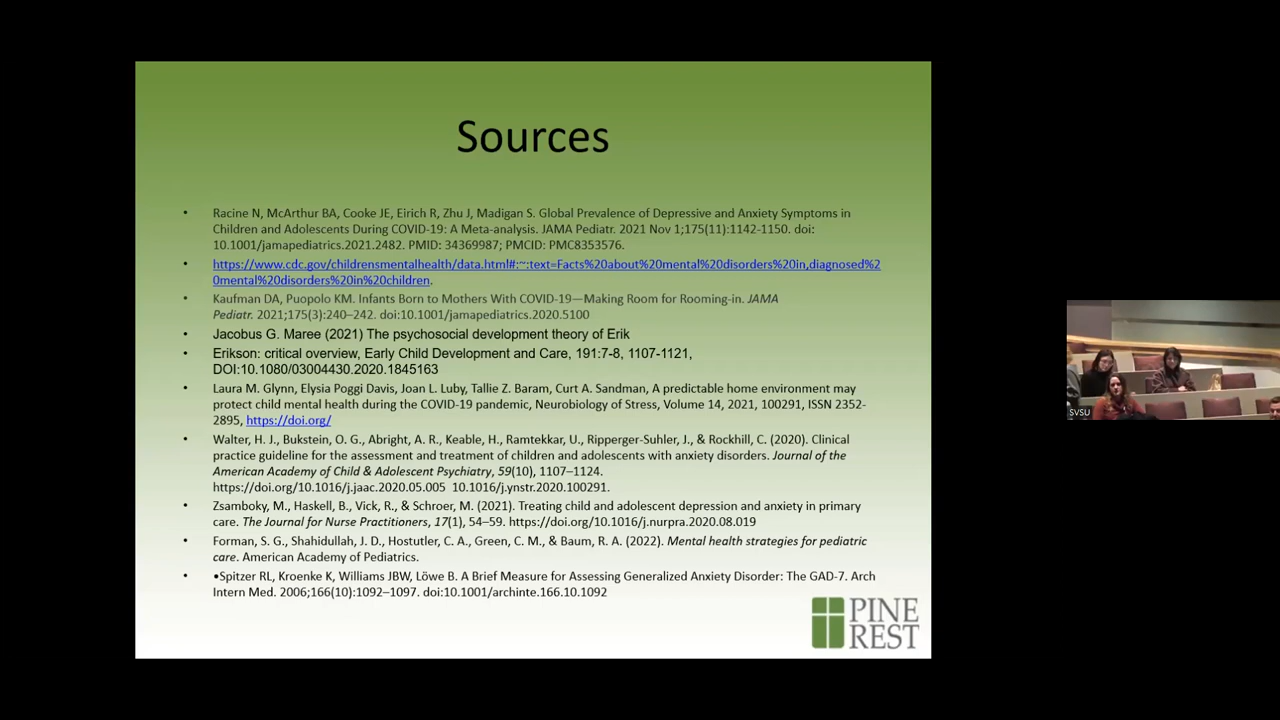 Sources
• Racine N, McArthur BA, Cooke JE, Eirich R, Zhu J, Madigan S. Global Prevalence of Depressive and Anxiety Symptoms in
Children and Adolescents During COVID-19: A Meta-analysis. JAMA Pediatr. 2021 Nov 1;175(11):1142-1150. doi:
10.1001/jamapediatrics.2021.2482. PMID: 34369987; PMCID: PMC8353576.
• https://www.cdc.gov/childrensmentalhealth/data.html#:~:text=Facts%20about%20mental%20disorders%20in,diagnosed%2
0mental%20disorders%20in%20children.
• Kaufman DA, Puopolo KM. Infants Born to Mothers With COVID-19—Making Room for Rooming-in. JAMA
Pediatr. 2021;175(3):240–242. doi:10.1001/jamapediatrics.2020.5100
• Jacobus G. Maree (2021) The psychosocial development theory of Erik
• Erikson: critical overview, Early Child Development and Care, 191:7-8, 1107-1121,
DOI:10.1080/03004430.2020.1845163
• Laura M. Glynn, Elysia Poggi Davis, Joan L. Luby, Tallie Z. Baram, Curt A. Sandman, A predictable home environment may
protect child mental health during the COVID-19 pandemic, Neurobiology of Stress, Volume 14, 2021, 100291, ISSN 2352-
2895, https://doi.org/
• Walter, H. J., Bukstein, O. G., Abright, A. R., Keable, H., Ramtekkar, U., Ripperger-Suhler, J., & Rockhill, C. (2020). Clinical
practice guideline for the assessment and treatment of children and adolescents with anxiety disorders. Journal of the
American Academy of Child & Adolescent Psychiatry, 59(10), 1107–1124.
https://doi.org/10.1016/j.jaac.2020.05.005 10.1016/j.ynstr.2020.100291.
• Zsamboky, M., Haskell, B., Vick, R., & Schroer, M. (2021). Treating child and adolescent depression and anxiety in primary
care. The Journal for Nurse Practitioners, 17(1), 54–59. https://doi.org/10.1016/j.nurpra.2020.08.019
• Forman, S. G., Shahidullah, J. D., Hostutler, C. A., Green, C. M., & Baum, R. A. (2022). Mental health strategies for pediatric
care. American Academy of Pediatrics.
• •Spitzer RL, Kroenke K, Williams JBW, Löwe B. A Brief Measure for Assessing Generalized Anxiety Disorder: The GAD-7. Arch
Intern Med. 2006;166(10):1092–1097. doi:10.1001/archinte.166.10.1092
PINE
REST
SVSU